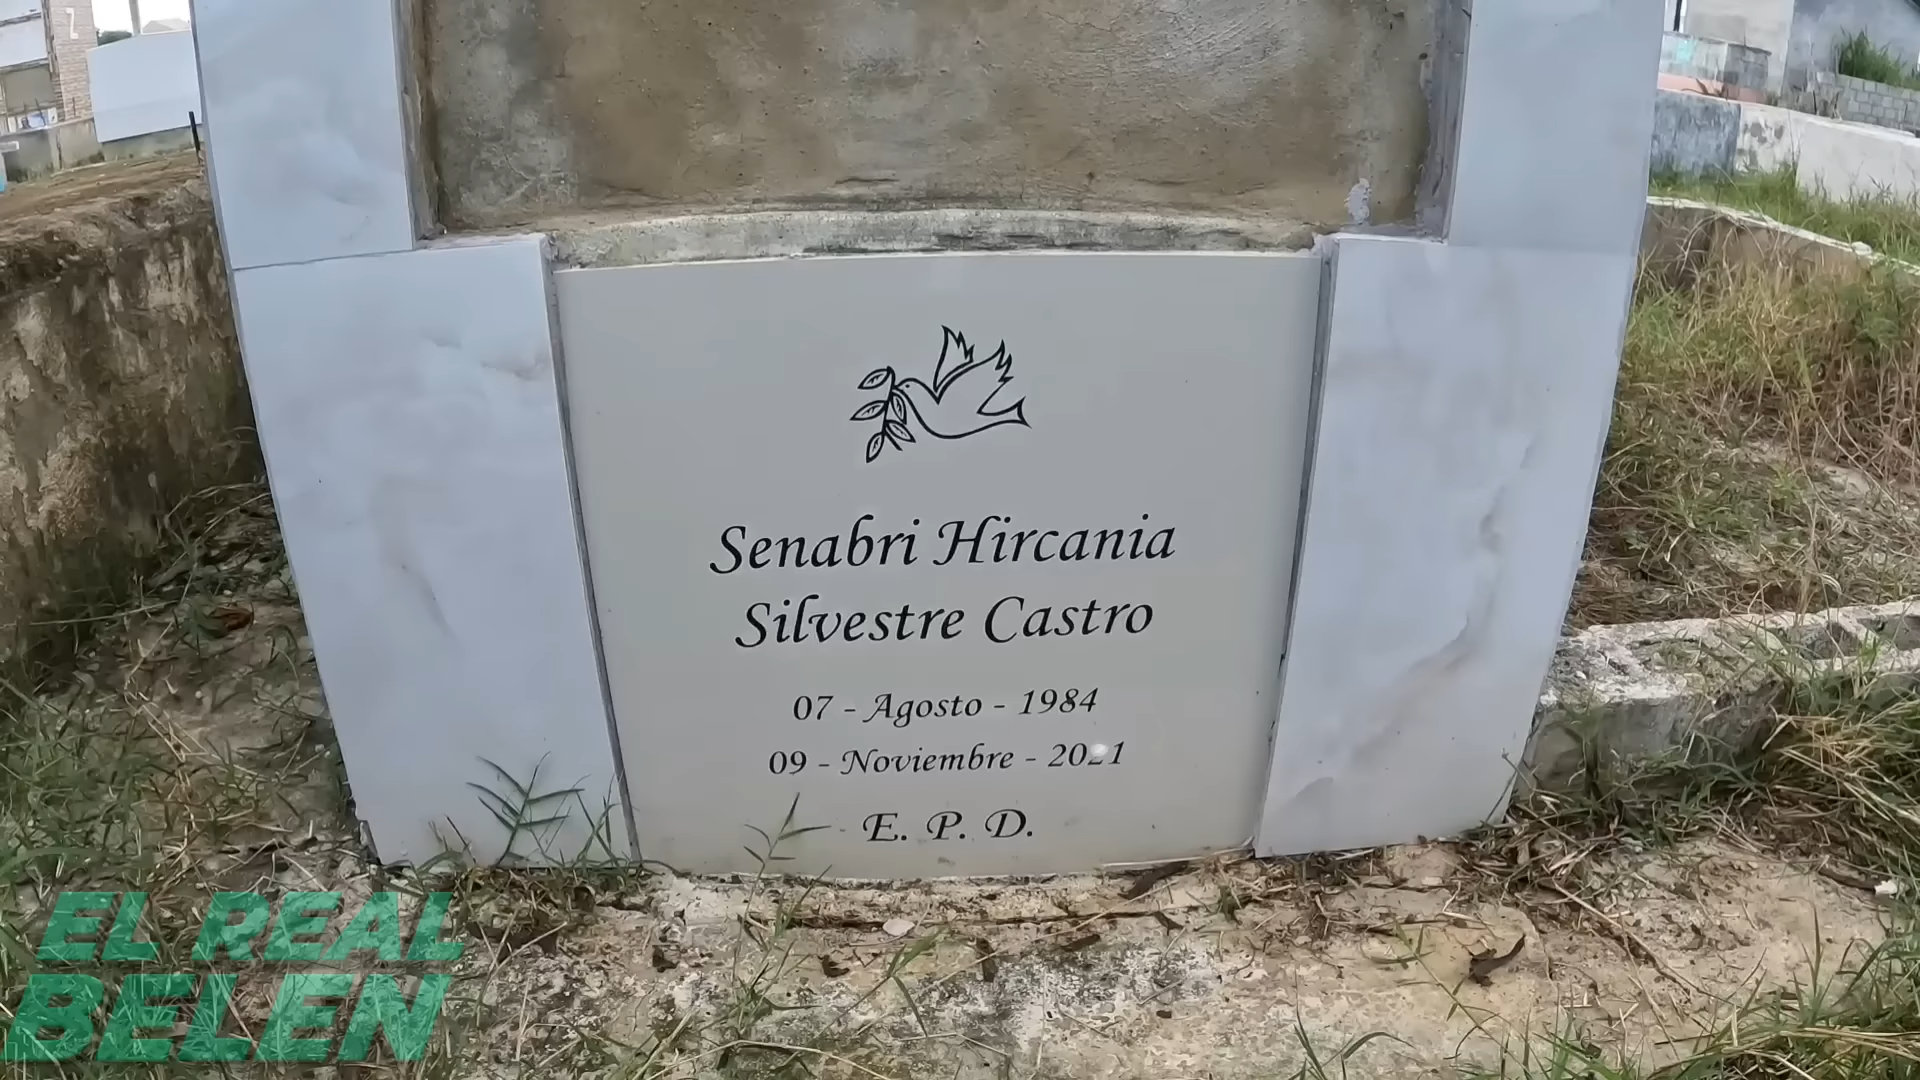 Senabri Hircania
Silvestre Castro
07 - Agosto - 1984
09 - Noviembre - 2021
E. P. D.
EL REAL
BELEN